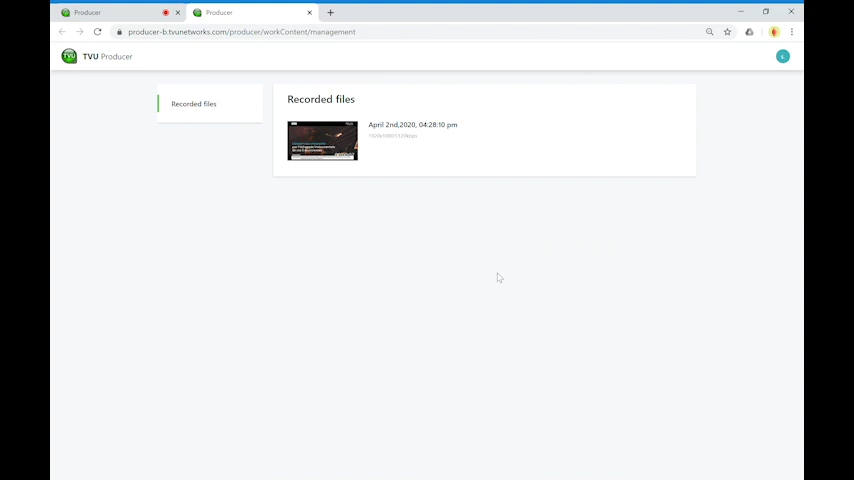 Producer
Producer
producer-b.tvunetworks.com/producer/workContent/management
TVU Producer
s.
Recorded files
Recorded files
April 2nd,2020, 04:28:10 pm